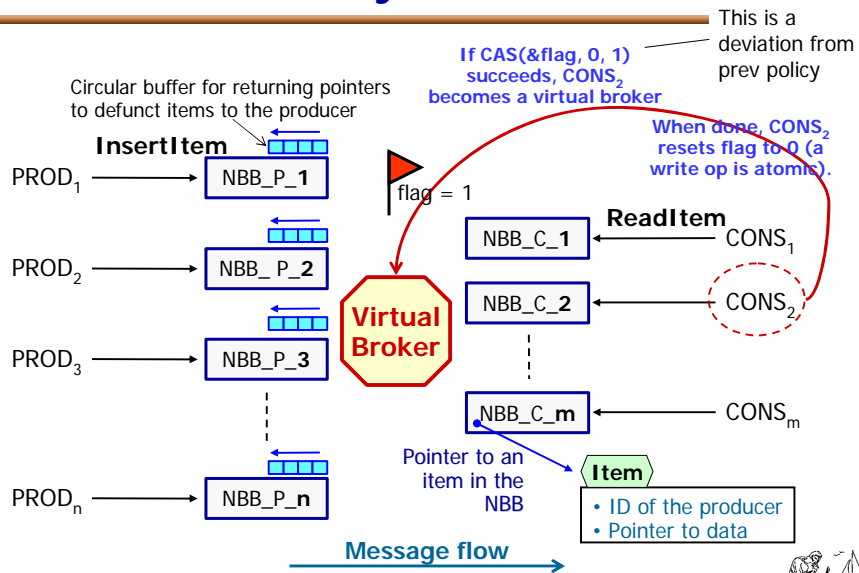 This is a
deviation from
prev policy
If CAS(&flag, 0, 1)
succeeds, CONS2
becomes a virtual broker
Circular buffer for returning pointers
to defunct items to the producer
When done, CONS2
resets flag to 0 (a
write op is atomic).
InsertItem
PROD1
NBB_P_1
flag = 1
ReadItem
NBB_C_1
CONS1
PROD2
NBB_ P_2
NBB_C_2
CONS2
Virtual
Broker
PROD3
NBB_P_3
NBB_C_m
CONSm
Pointer to an
item in the
NBB
Item
• ID of the producer
• Pointer to data
PRODn
NBB_P_n
Message flow